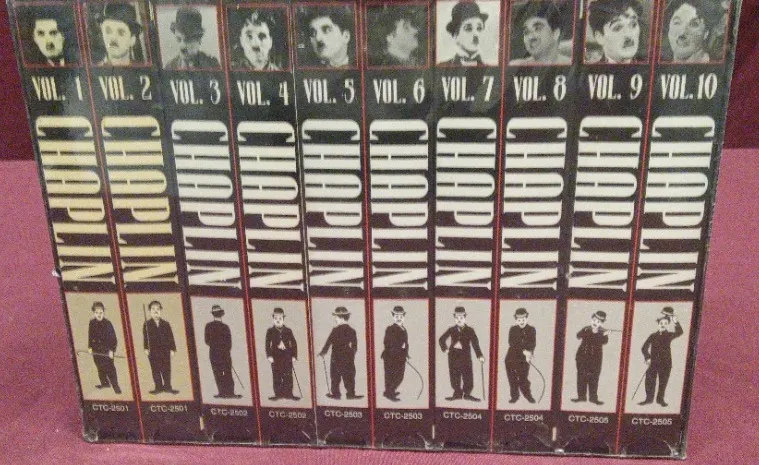 VOL. 1
VOL. 2
VOL. 3
VOL. 4
VOL. 5
VOL. 6
VOL. 7
VOL. 8
VOL. 9
VOL. 10
CHAPLIN
CHAPLIN
CHAPLIN
CHAPLIN
CHAPLIN
CHAPLIN
CHAPLIN
CHAPLIN
CHAPLIN
CHAPLIN
CTC-2501
CTC-2501
CTC-2502
CTC-2502
CTC-2503
CTC-2503
CTC-2504
CTC-2504
CTC-2505
CTC-2505